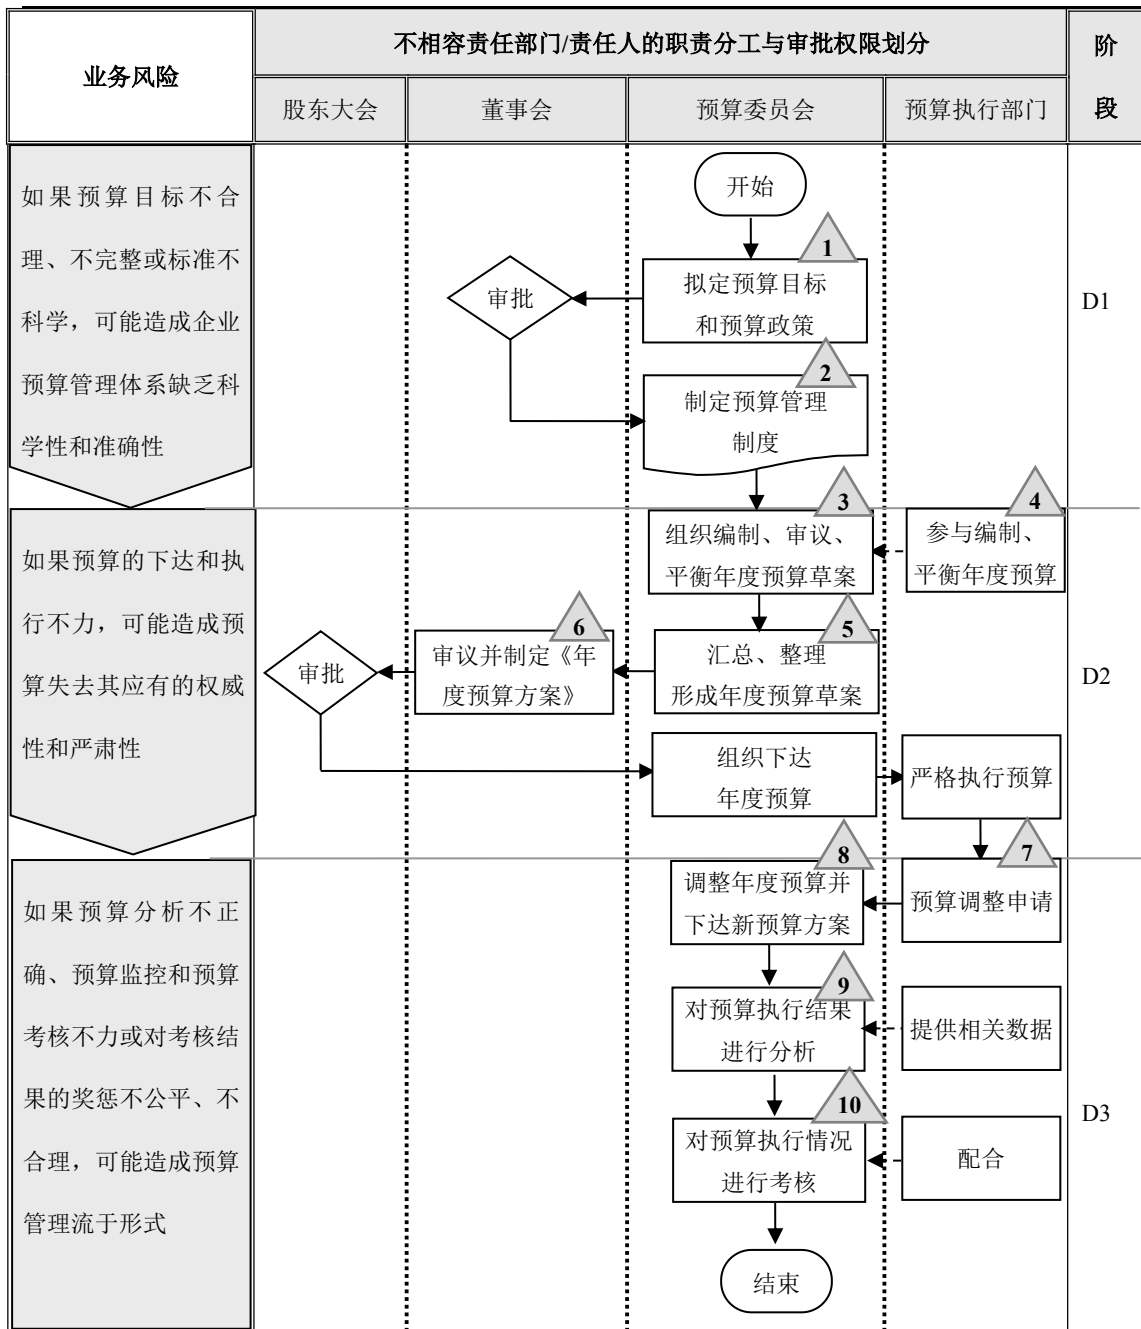 不相容责任部门/责任人的职责分工与审批权限划分
阶
段
业务风险
股东大会
董事会
预算委员会
预算执行部门
如果预算目标不合
理、不完整或标准不
科学，可能造成企业
预算管理体系缺乏科
学性和准确性
开始
1
拟定预算目标
和预算政策
审批
2
制定预算管理
制度
D1
如果预算的下达和执
行不力，可能造成预
算失去其应有的权威
性和严肃性
3
组织编制、审议、
平衡年度预算草案
4
参与编制、
平衡年度预算
5
汇总、整理
形成年度预算草案
6
审议并制定《年
度预算方案》
审批
组织下达
年度预算
严格执行预算
D2
如果预算分析不正
确、预算监控和预算
考核不力或对考核结
果的奖惩不公平、不
合理，可能造成预算
管理流于形式
7
预算调整申请
8
调整年度预算并
下达新预算方案
9
对预算执行结果
进行分析
提供相关数据
10
对预算执行情况
进行考核
配合
结束
D3